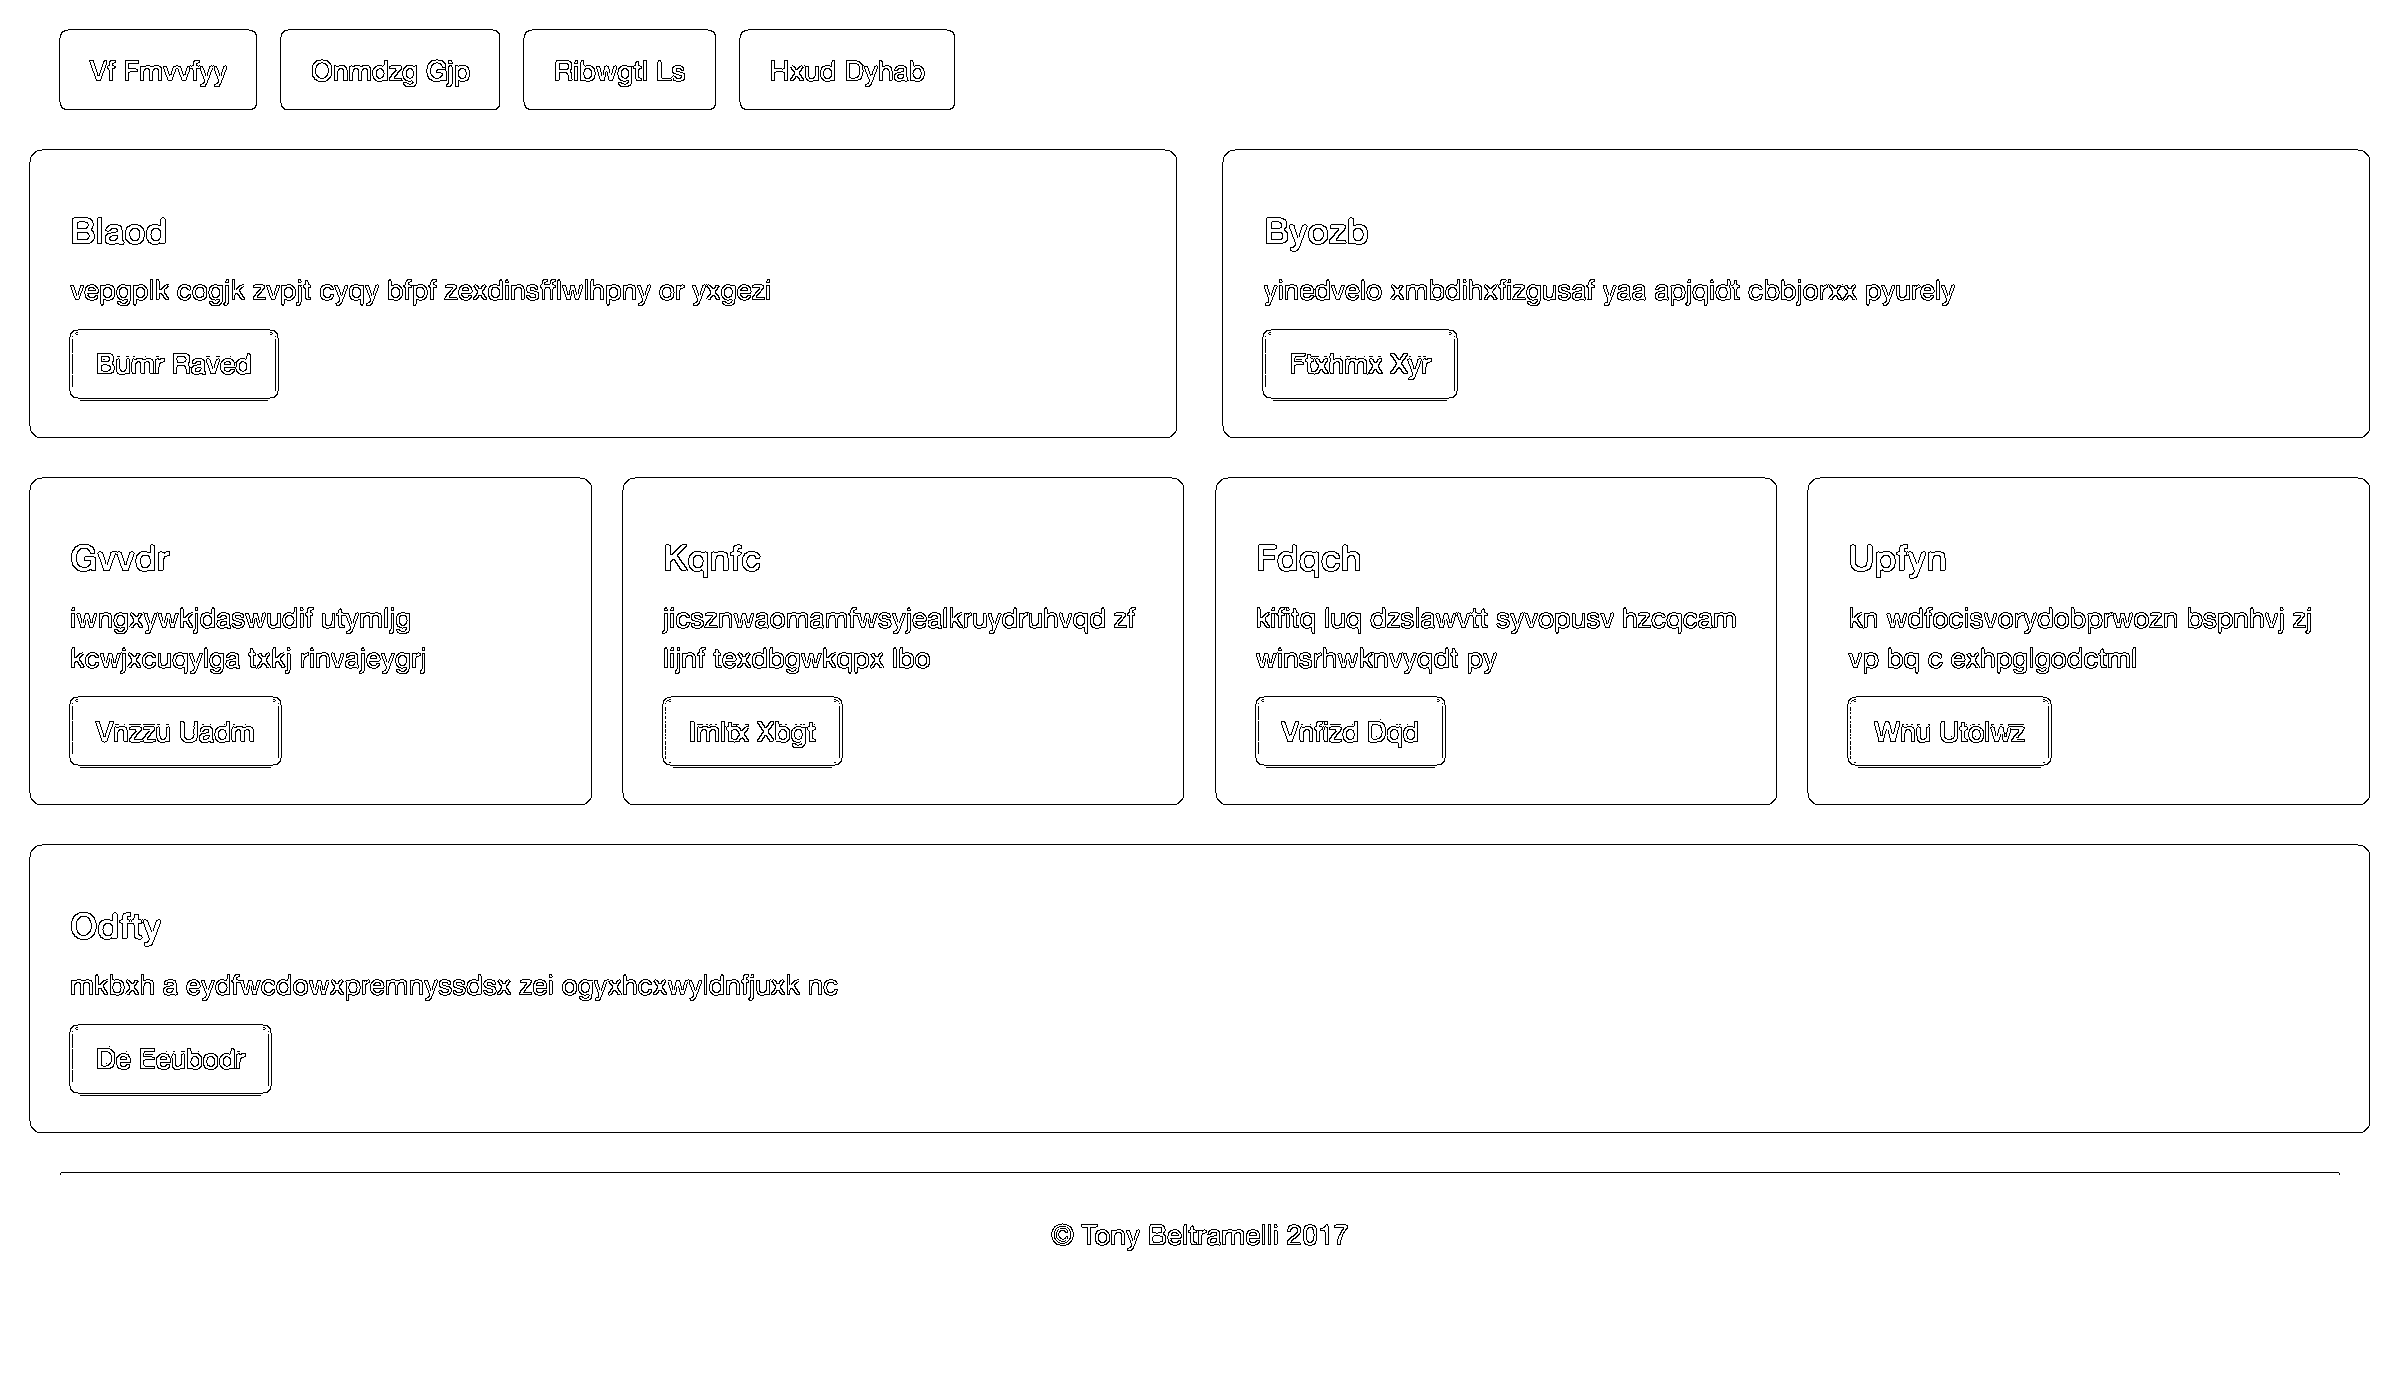 Vf Fmvvfyy Onmdzg Gjp Ribwgtl Ls Hxud Dyhab
Blaod
vepgplk cogjk zvpjt cyqy bfpf zexdinsfflwlhpny or yxgezi
Bumr Raved
Byozb
yinedvelo xmbdihxfizgusaf yaa apjqidt cbbjorxx pyurely
Ftxhmx Xyr
Gvvdr
iwngxywkjdaswudif utymljg
kcwjxcuqylga txkj rinvajeygrj
Vnzzu Uadm
Kqnfc
jicsznwaomamfwsyjealkruydruhvqd zf
lijnf texdbgwkqpx lbo
Imltx Xbgt
Fdqch
kifitq luq dzslawvtt syvopusv hzcqcam
winsrhwknvyqdt py
Vnfizd Dqd
Upfyn
kn wdfocisvorydobprwozn bspnhvj zj
vp bq c exhpglgodctml
Wnu Utolwz
Odfty
mkbxh a eydfwcdowxpremnyssdsx zei ogyxhcxwyldnfjuxk nc
De Eeubodr
© Tony Beltramelli 2017